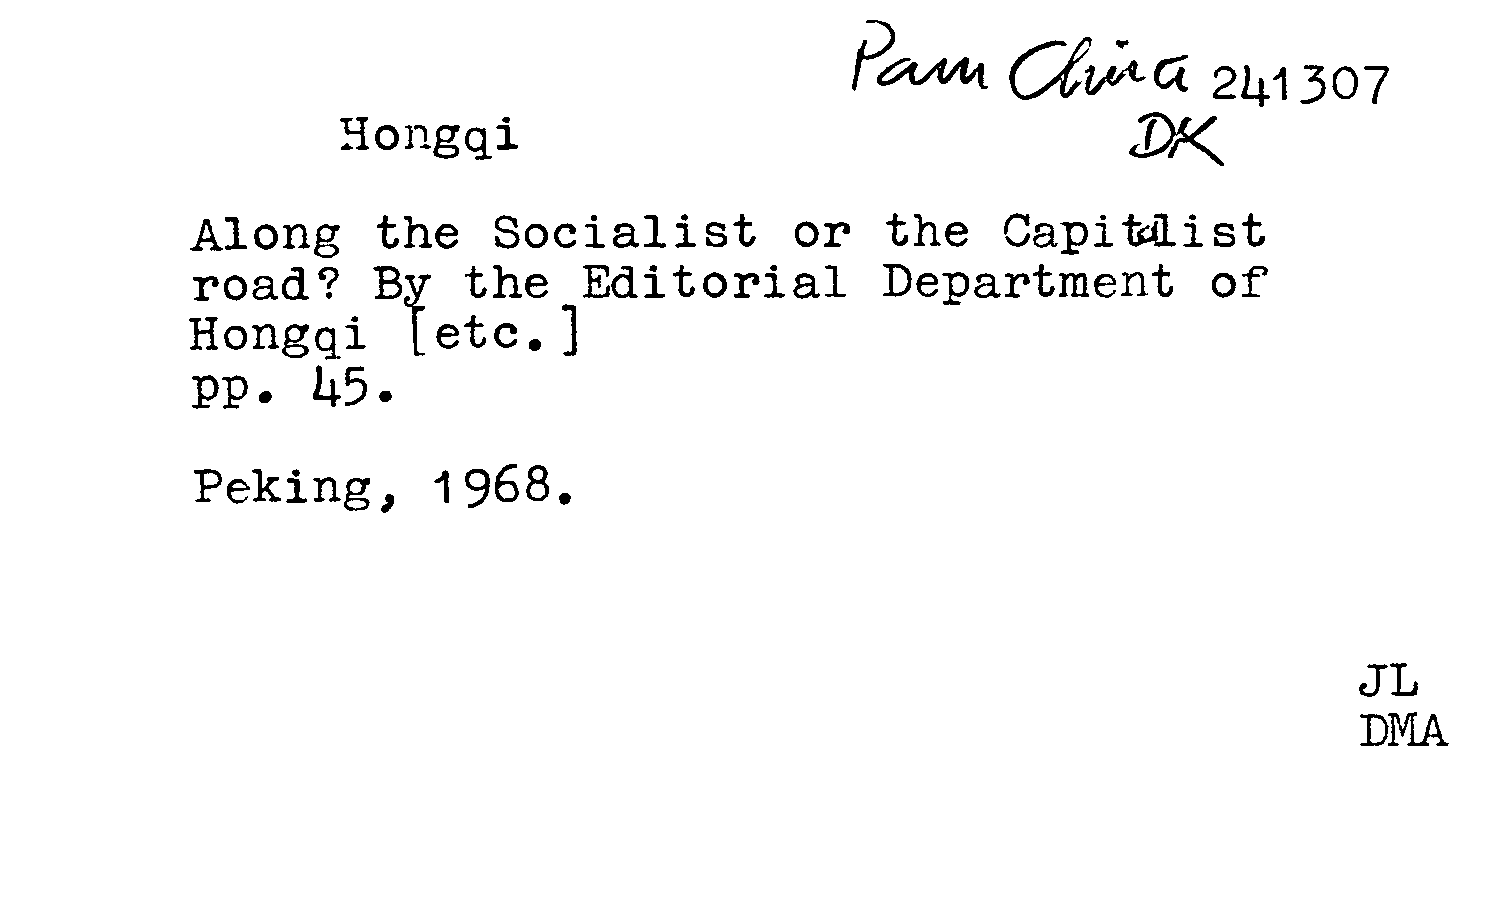 Pam China 241307
DK
Hongqi
Along the Socialist or the Capitalist
road? By the Editorial Department of
Hongqi [etc.]
pp. 45.
Peking, 1968.
JL
DMA